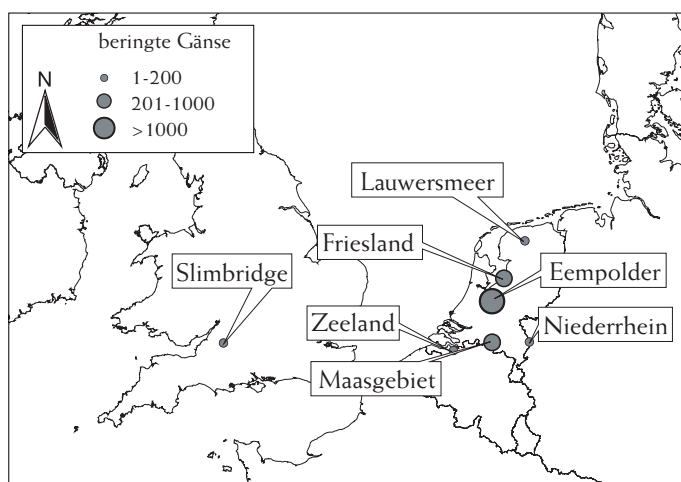 beringte Gänse
N
1-200
201-1000
>1000
Lauwersmeer
Friesland
Slimbridge
Eempolder
Zeeland
Niederrhein
Maasgebiet